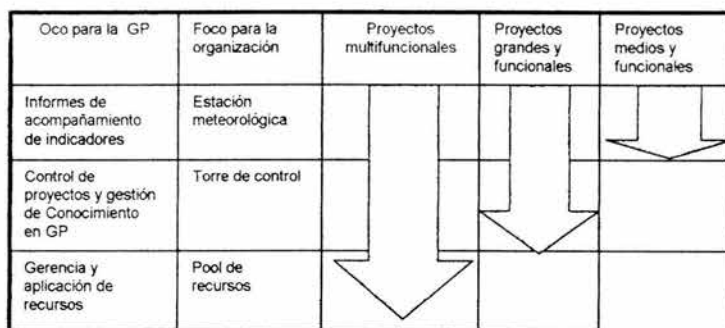 Oco para la GP
Foco para la
organización
Proyectos
multifuncionales
Proyectos
grandes y
funcionales
Proyectos
medios y
funcionales
Informes de
acompañamiento
de indicadores
Estación
meteorológica
Control de
proyectos y gestión
de Conocimiento
en GP
Torre de control
Gerencia y
aplicación de
recursos
Pool de
recursos